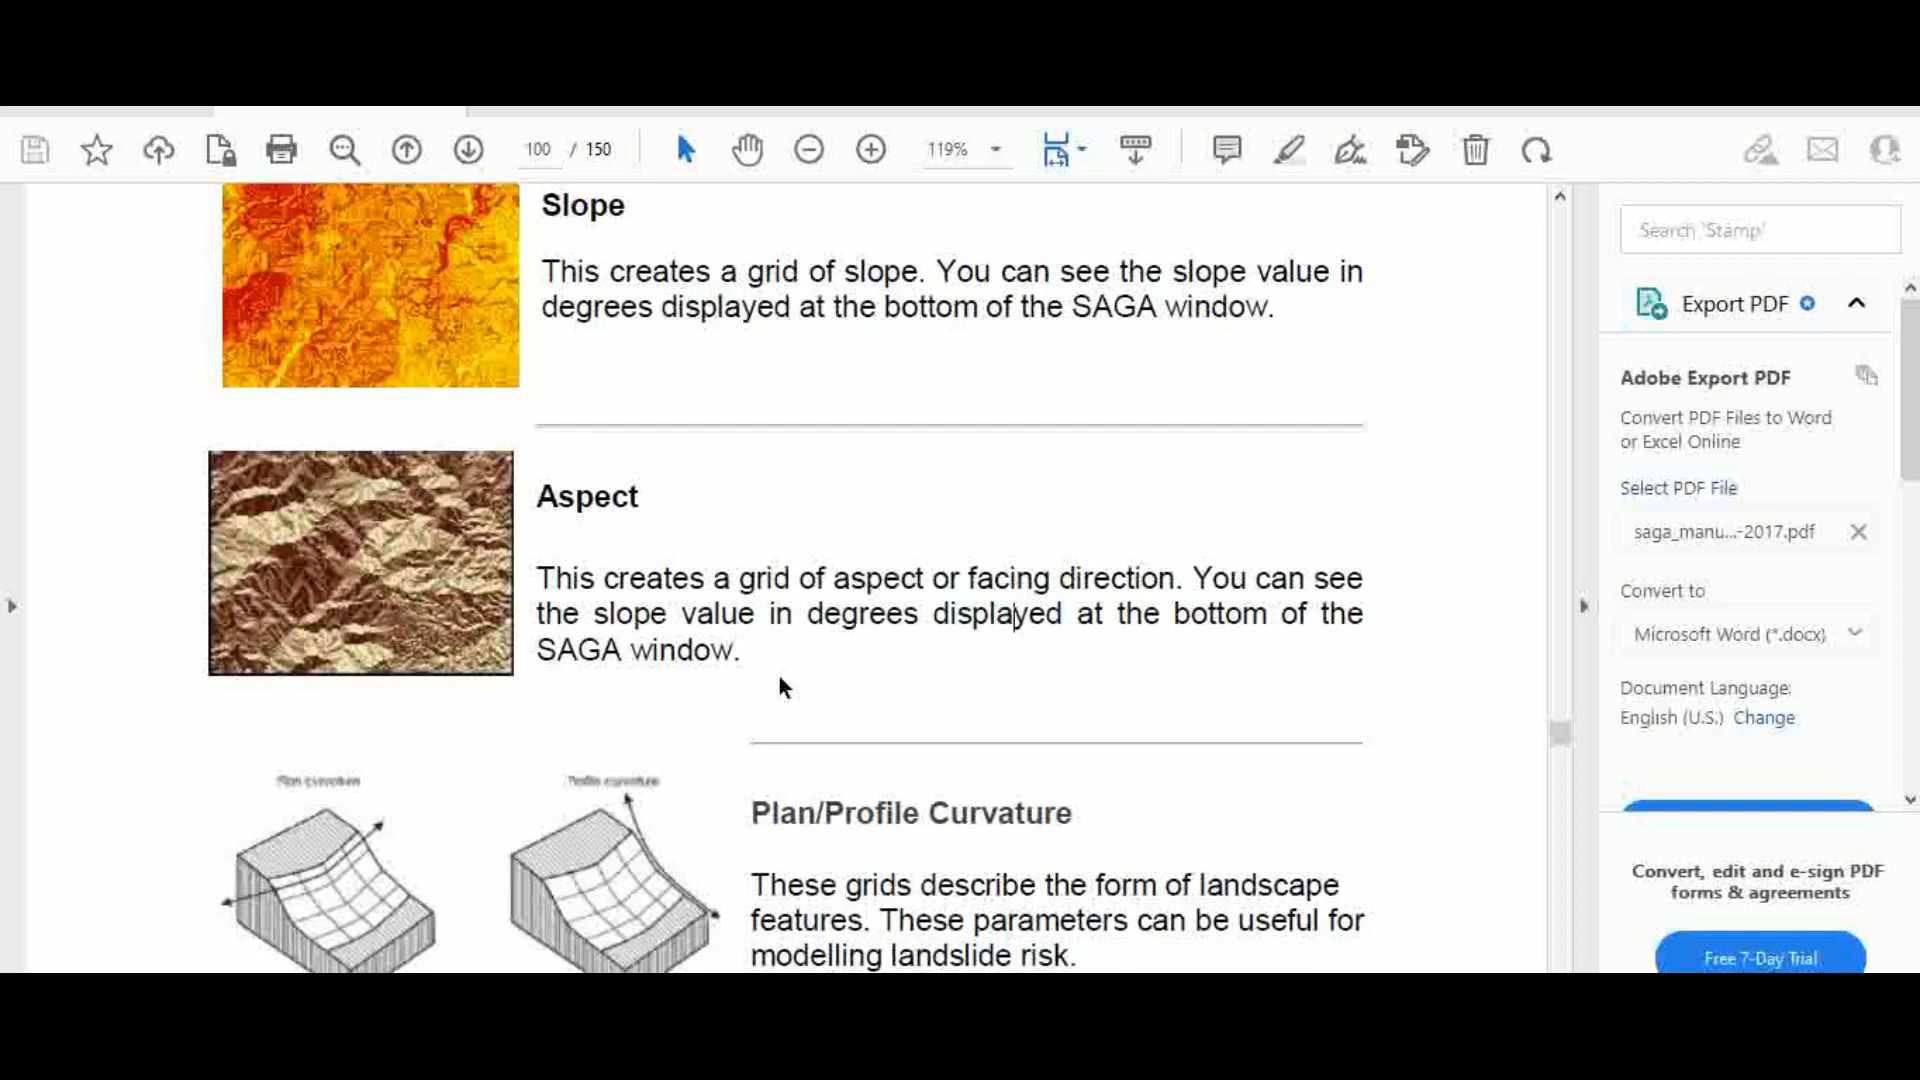 100 / 150
119%
Slope
This creates a grid of slope. You can see the slope value in
degrees displayed at the bottom of the SAGA window.
Aspect
This creates a grid of aspect or facing direction. You can see
the slope value in degrees displayed at the bottom of the
SAGA window.
Plan curvature
Profile curvature
Plan/Profile Curvature
These grids describe the form of landscape
features. These parameters can be useful for
modelling landslide risk.
Search 'Stamp'
Export PDF
Adobe Export PDF
Convert PDF Files to Word
or Excel Online
Select PDF File
saga_manu...-2017.pdf
Convert to
Microsoft Word (*.docx)
Document Language:
English (U.S.) Change
Convert, edit and e-sign PDF
forms & agreements
Free 7-Day Trial